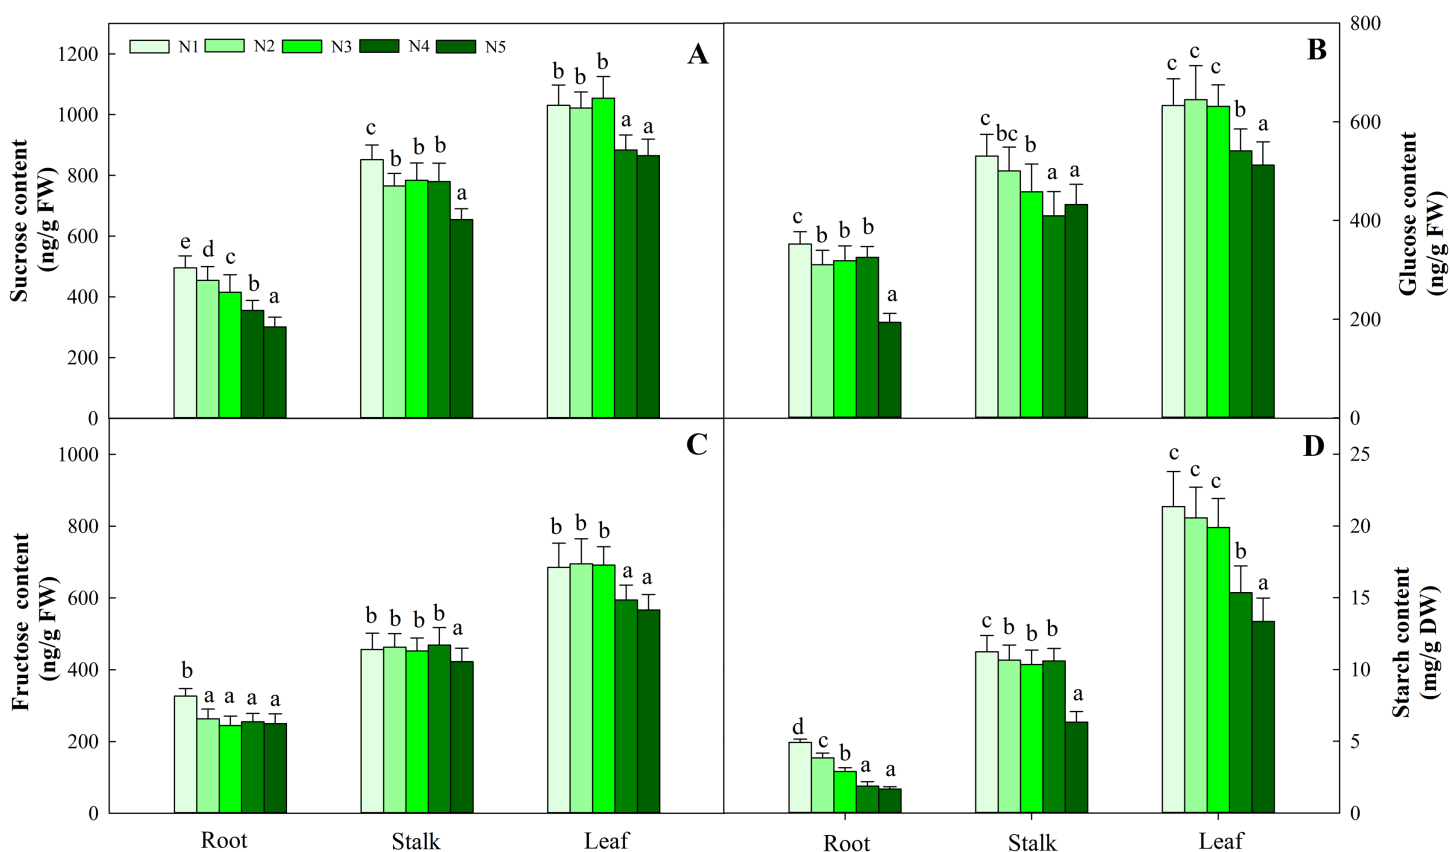 N1 N2 N3 N4 N5
A
1200
1000
800
600
400
200
0
Sucrose content
(ng/g FW)
e d c b a
c b b b a
b b b a a
B
800
600
400
200
0
Glucose content
(ng/g FW)
c b b b a
c bc b a a
c c c b a
C
1000
800
600
400
200
0
Fructose content
(ng/g FW)
b a a a a
b b b b a
b b b a a
Root Stalk Leaf
D
25
20
15
10
5
0
Starch content
(mg/g DW)
d c b a a
c b b b a
c c c b a
Root Stalk Leaf